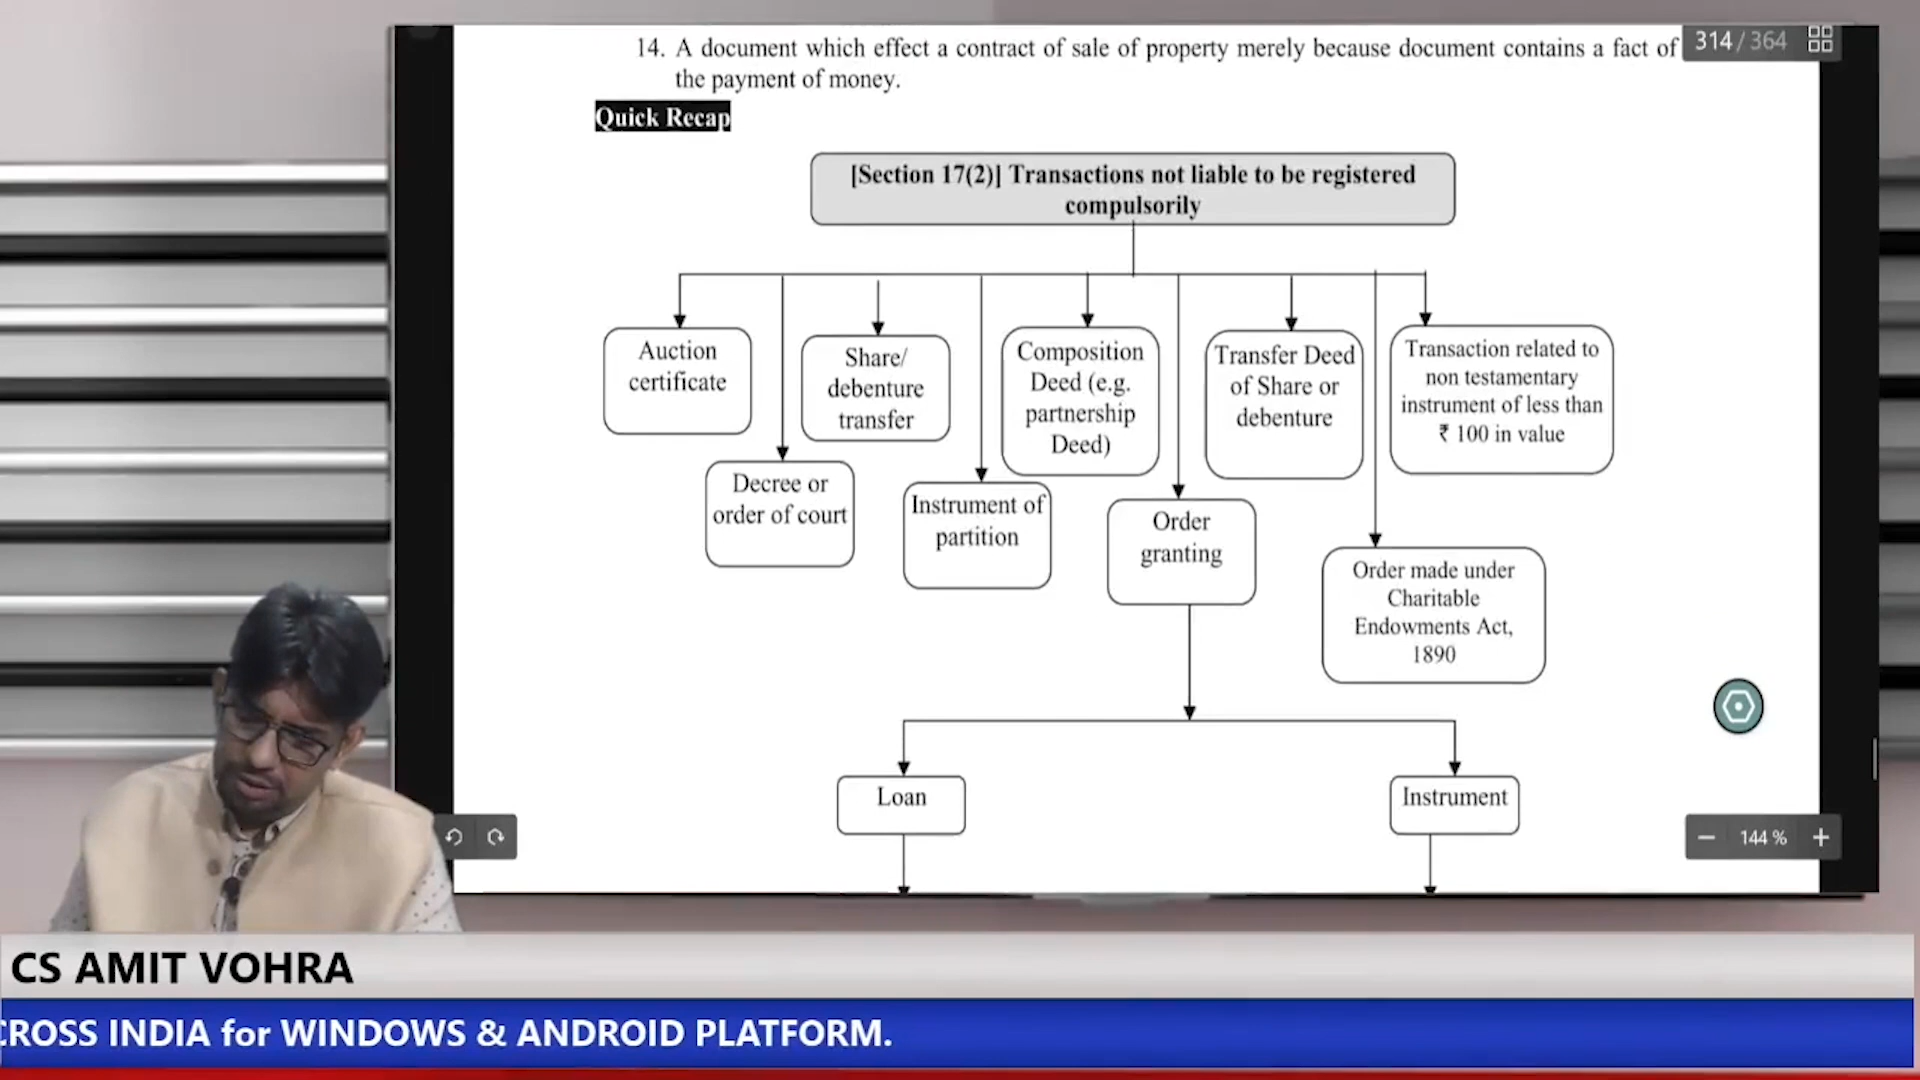 14. A document which effect a contract of sale of property merely because document contains a fact of
the payment of money.
314 / 364
Quick Recap
[Section 17(2)] Transactions not liable to be registered
compulsorily
Auction
certificate
Share/
debenture
transfer
Composition
Deed (e.g.
partnership
Deed)
Transfer Deed
of Share or
debenture
Transaction related to
non testamentary
instrument of less than
₹ 100 in value
Decree or
order of court
Instrument of
partition
Order
granting
Order made under
Charitable
Endowments Act,
1890
Loan
Instrument
144 %
CS AMIT VOHRA
CROSS INDIA for WINDOWS & ANDROID PLATFORM.